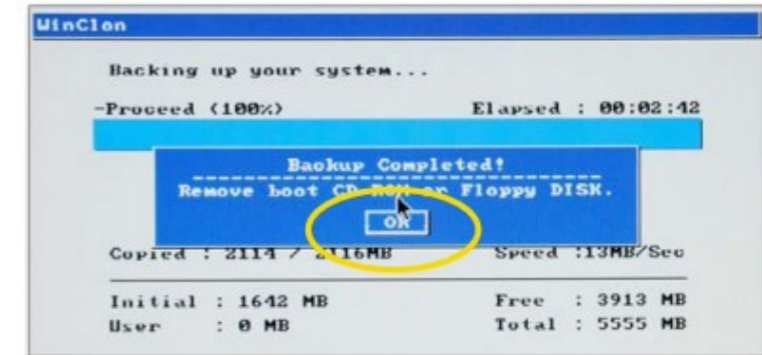 WinClon
Backing up your system...
-Proceed (100%) Elapsed : 00:02:42
Backup Completed!
Remove boot CD-ROM or Floppy DISK.
OK
Copied : 2114 / 2116MB Speed :13MB/Sec
Initial : 1642 MB Free : 3913 MB
User : 0 MB Total : 5555 MB